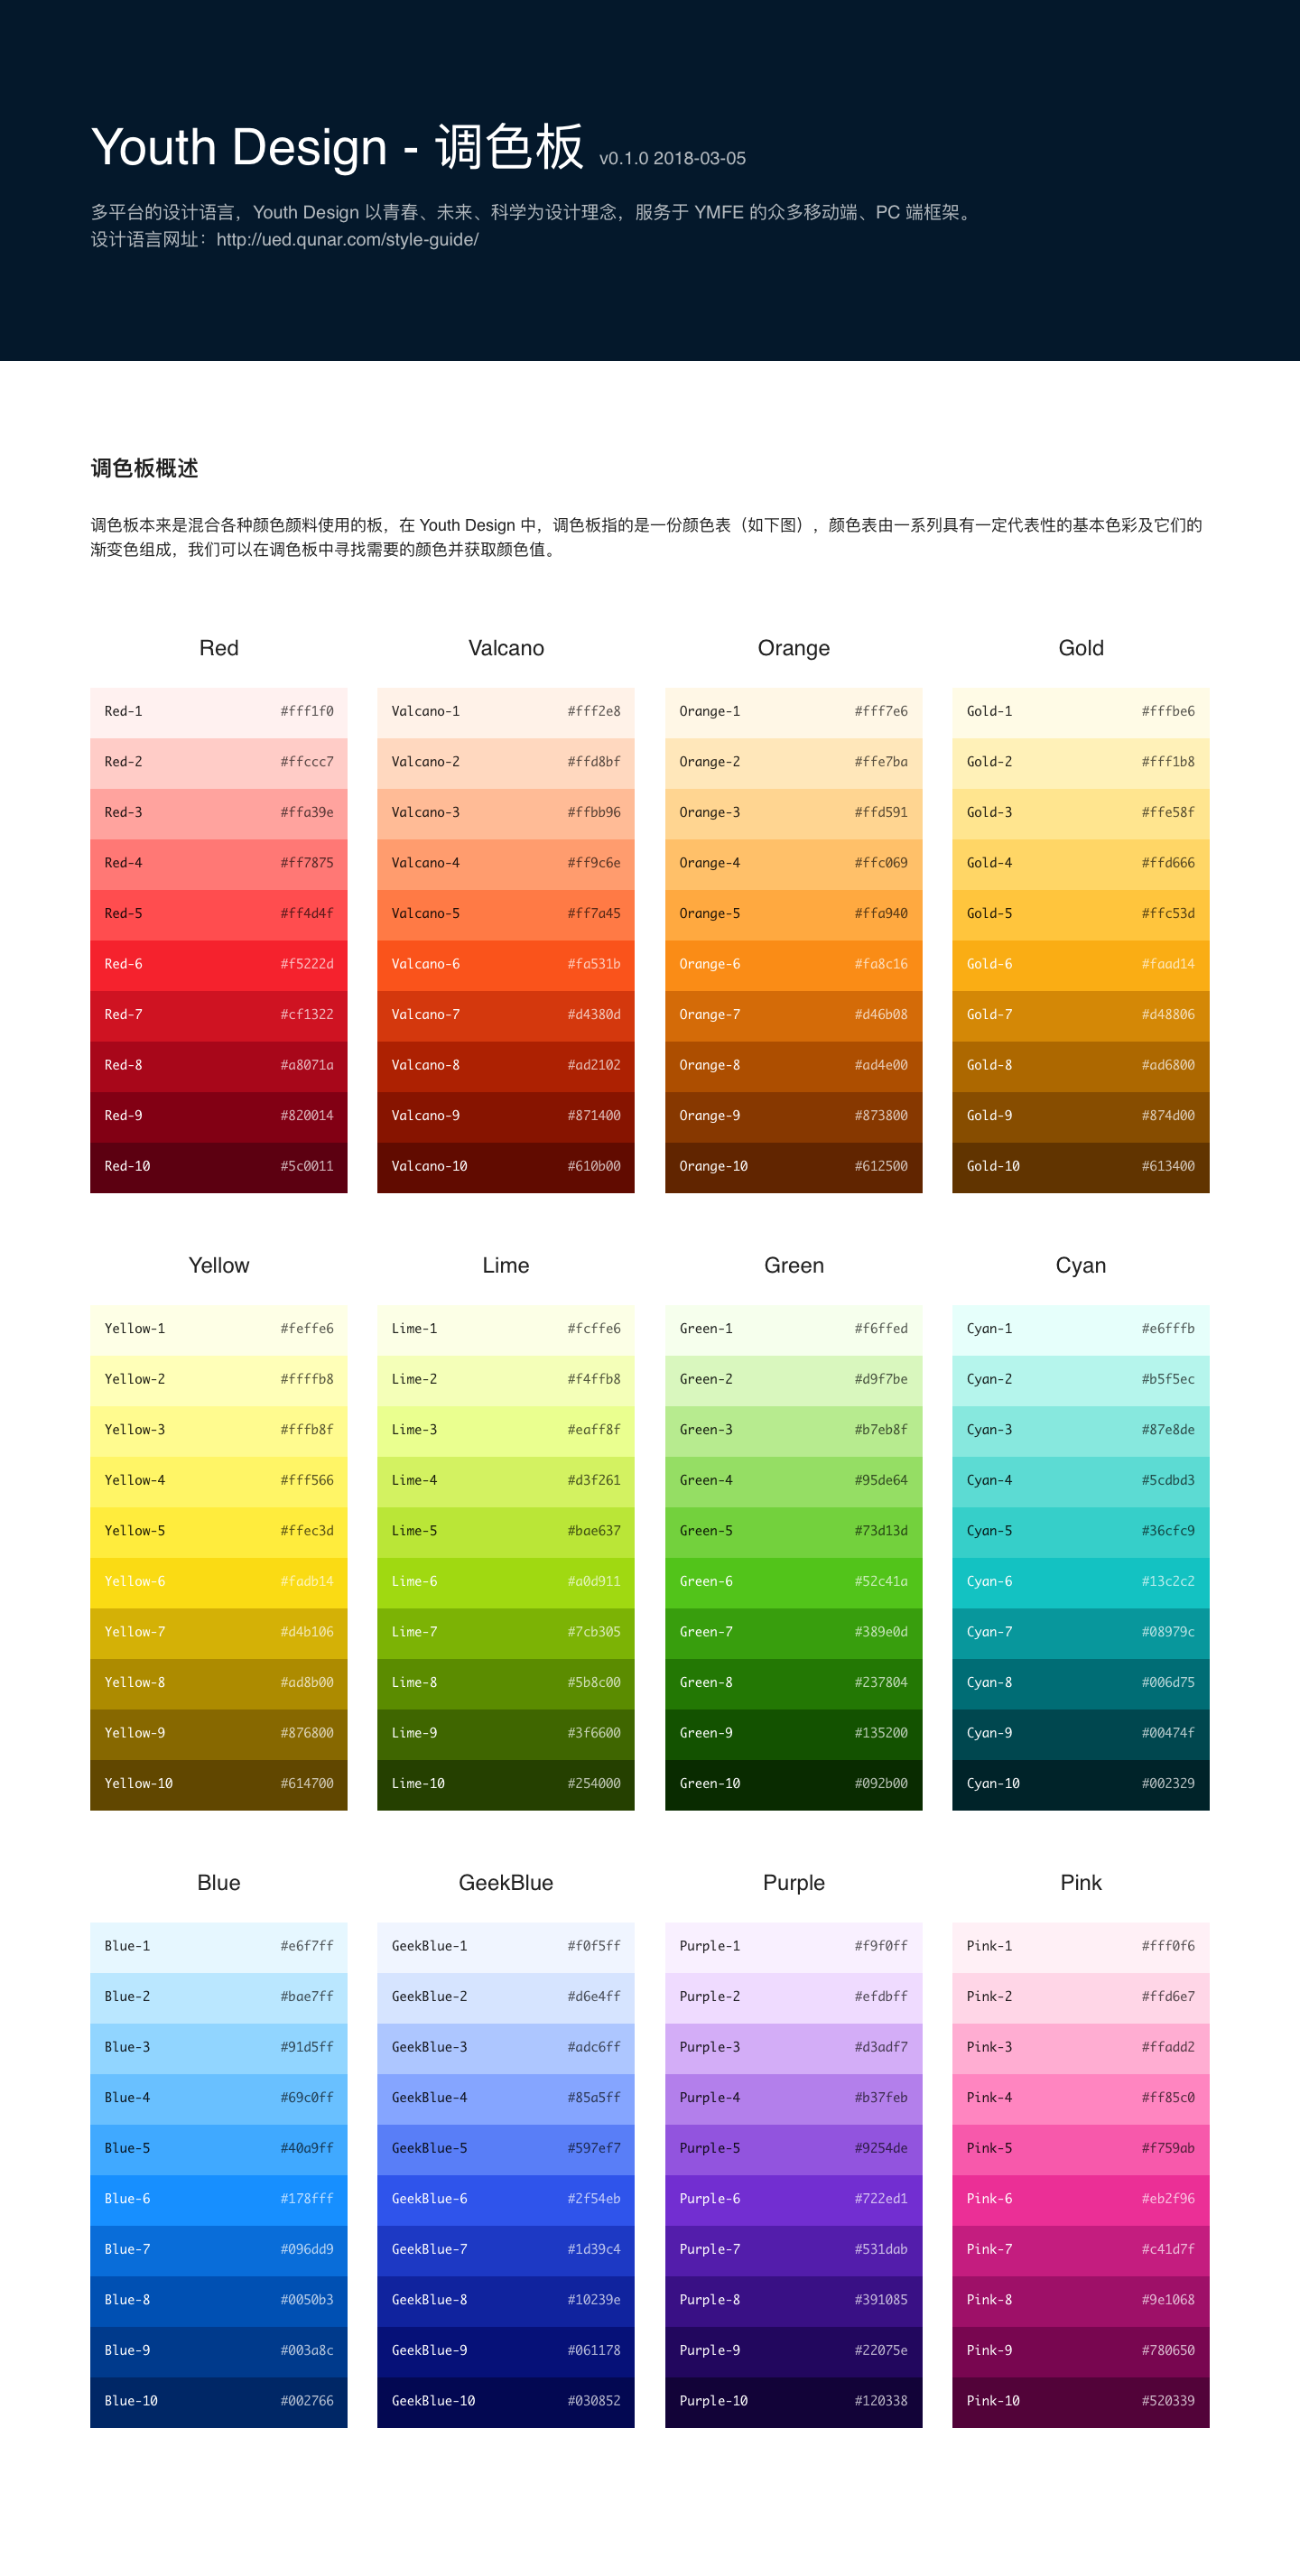 Youth Design - 调色板 v0.1.0 2018-03-05
多平台的设计语言，Youth Design 以青春、未来、科学为设计理念，服务于 YMFE 的众多移动端、PC 端框架。
设计语言网址：http://ued.qunar.com/style-guide/
调色板概述
调色板本来是混合各种颜色颜料使用的板，在 Youth Design 中，调色板指的是一份颜色表（如下图），颜色表由一系列具有一定代表性的基本色彩及它们的
渐变色组成，我们可以在调色板中寻找需要的颜色并获取颜色值。
Red
Red-1 #fff1f0
Red-2 #ffccc7
Red-3 #ffa39e
Red-4 #ff7875
Red-5 #ff4d4f
Red-6 #f5222d
Red-7 #cf1322
Red-8 #a8071a
Red-9 #820014
Red-10 #5c0011
Valcano
Valcano-1 #fff2e8
Valcano-2 #ffd8bf
Valcano-3 #ffbb96
Valcano-4 #ff9c6e
Valcano-5 #ff7a45
Valcano-6 #fa531b
Valcano-7 #d4380d
Valcano-8 #ad2102
Valcano-9 #871400
Valcano-10 #610b00
Orange
Orange-1 #fff7e6
Orange-2 #ffe7ba
Orange-3 #ffd591
Orange-4 #ffc069
Orange-5 #ffa940
Orange-6 #fa8c16
Orange-7 #d46b08
Orange-8 #ad4e00
Orange-9 #873800
Orange-10 #612500
Gold
Gold-1 #fffbe6
Gold-2 #fff1b8
Gold-3 #ffe58f
Gold-4 #ffd666
Gold-5 #ffc53d
Gold-6 #faad14
Gold-7 #d48806
Gold-8 #ad6800
Gold-9 #874d00
Gold-10 #613400
Yellow
Yellow-1 #feffe6
Yellow-2 #ffffb8
Yellow-3 #fffb8f
Yellow-4 #fff566
Yellow-5 #ffec3d
Yellow-6 #fadb14
Yellow-7 #d4b106
Yellow-8 #ad8b00
Yellow-9 #876800
Yellow-10 #614700
Lime
Lime-1 #fcffe6
Lime-2 #f4ffb8
Lime-3 #eaff8f
Lime-4 #d3f261
Lime-5 #bae637
Lime-6 #a0d911
Lime-7 #7cb305
Lime-8 #5b8c00
Lime-9 #3f6600
Lime-10 #254000
Green
Green-1 #f6ffed
Green-2 #d9f7be
Green-3 #b7eb8f
Green-4 #95de64
Green-5 #73d13d
Green-6 #52c41a
Green-7 #389e0d
Green-8 #237804
Green-9 #135200
Green-10 #092b00
Cyan
Cyan-1 #e6fffb
Cyan-2 #b5f5ec
Cyan-3 #87e8de
Cyan-4 #5cdbd3
Cyan-5 #36cfc9
Cyan-6 #13c2c2
Cyan-7 #08979c
Cyan-8 #006d75
Cyan-9 #00474f
Cyan-10 #002329
Blue
Blue-1 #e6f7ff
Blue-2 #bae7ff
Blue-3 #91d5ff
Blue-4 #69c0ff
Blue-5 #40a9ff
Blue-6 #178fff
Blue-7 #096dd9
Blue-8 #0050b3
Blue-9 #003a8c
Blue-10 #002766
GeekBlue
GeekBlue-1 #f0f5ff
GeekBlue-2 #d6e4ff
GeekBlue-3 #adc6ff
GeekBlue-4 #85a5ff
GeekBlue-5 #597ef7
GeekBlue-6 #2f54eb
GeekBlue-7 #1d39c4
GeekBlue-8 #10239e
GeekBlue-9 #061178
GeekBlue-10 #030852
Purple
Purple-1 #f9f0ff
Purple-2 #efdbff
Purple-3 #d3adf7
Purple-4 #b37feb
Purple-5 #9254de
Purple-6 #722ed1
Purple-7 #531dab
Purple-8 #391085
Purple-9 #22075e
Purple-10 #120338
Pink
Pink-1 #fff0f6
Pink-2 #ffd6e7
Pink-3 #ffadd2
Pink-4 #ff85c0
Pink-5 #f759ab
Pink-6 #eb2f96
Pink-7 #c41d7f
Pink-8 #9e1068
Pink-9 #780650
Pink-10 #520339